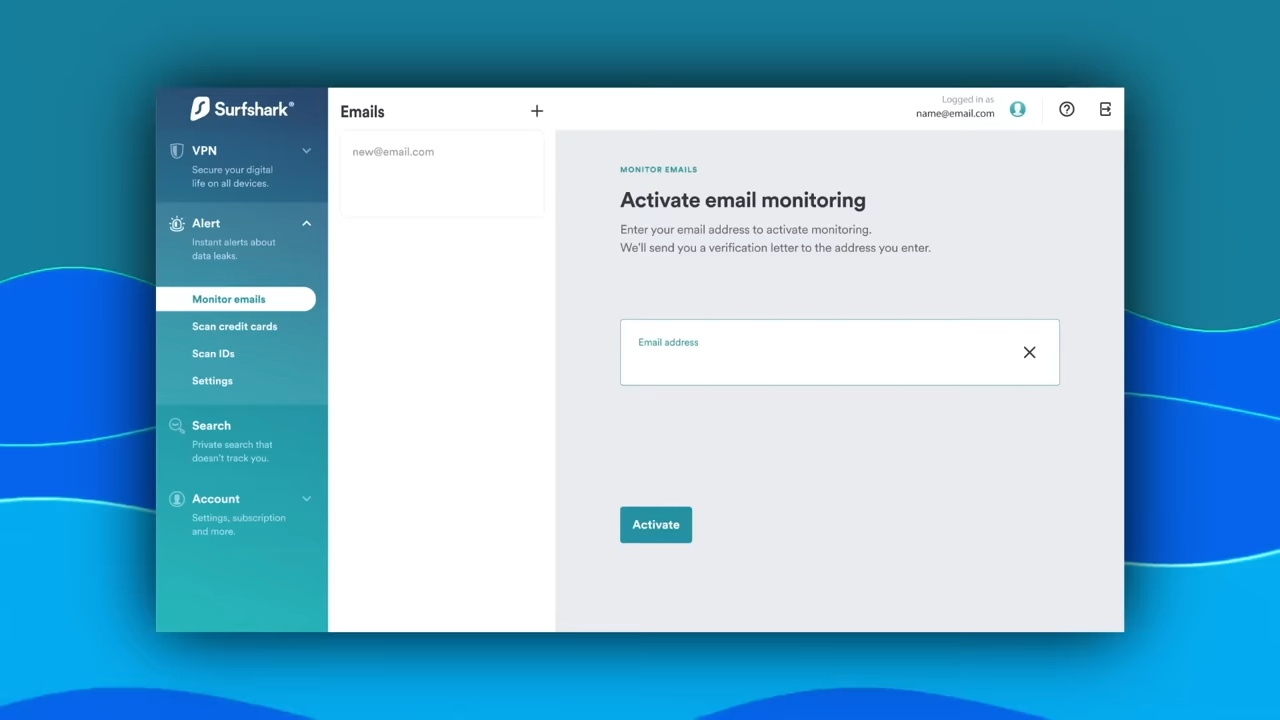 Surfshark®
VPN
Secure your digital
life on all devices.
Alert
Instant alerts about
data leaks.
Monitor emails
Scan credit cards
Scan IDs
Settings
Search
Private search that
doesn't track you.
Account
Settings, subscription
and more.
Emails
+
new@email.com
Logged in as
name@email.com
MONITOR EMAILS
Activate email monitoring
Enter your email address to activate monitoring.
We'll send you a verification letter to the address you enter.
Email address
Activate